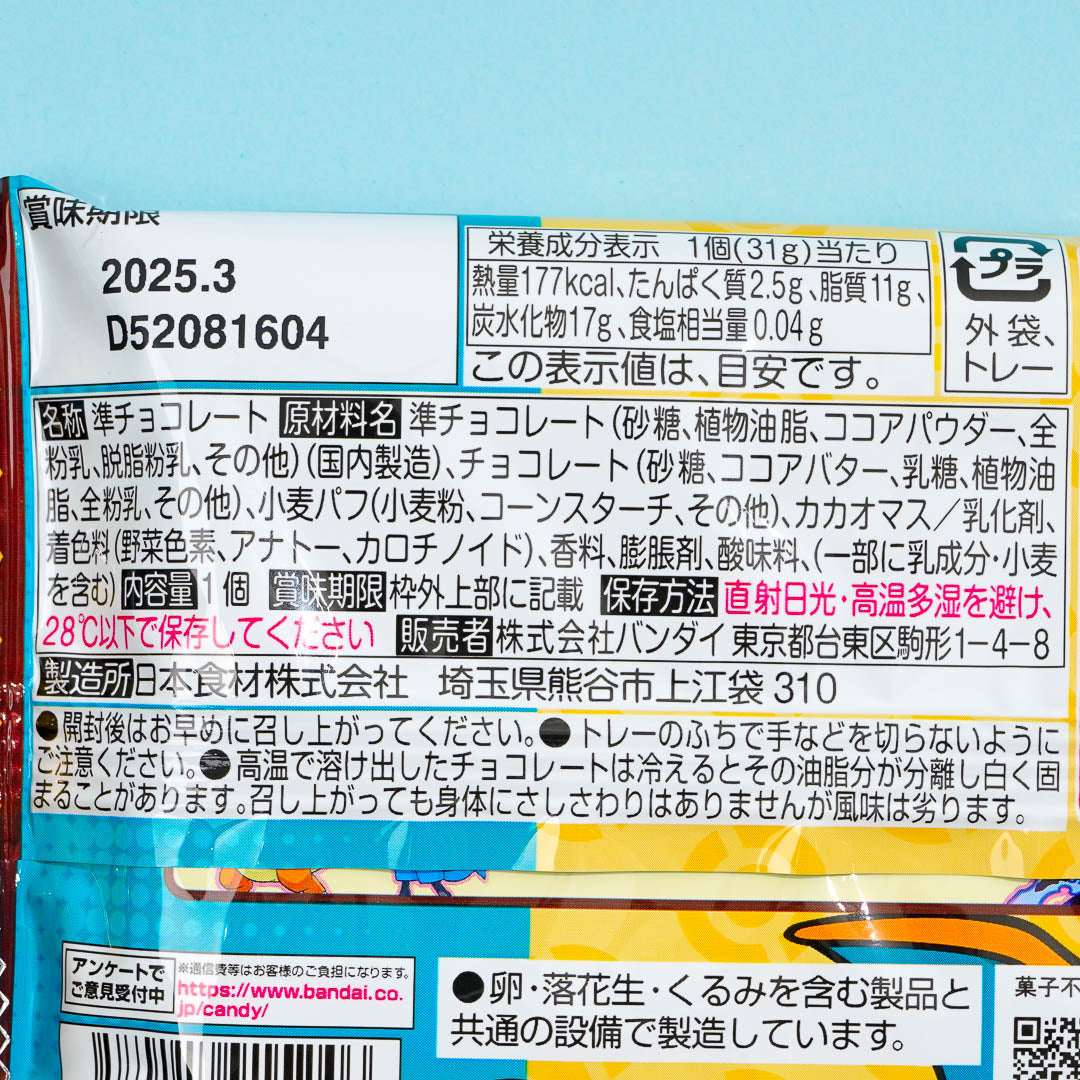 賞味期限
2025.3
D52081604
栄養成分表示 1個(31g)当たり
熱量177kcal、たんぱく質2.5g、脂質11g、
炭水化物17g、食塩相当量0.04g
この表示値は、目安です。
プラ
外袋、
トレー
名称 準チョコレート 原材料名 準チョコレート(砂糖、植物油脂、ココアパウダー、全
粉乳、脱脂粉乳、その他)(国内製造)、チョコレート(砂糖、ココアバター、乳糖、植物油
脂、全粉乳、その他)、小麦パフ(小麦粉、コーンスターチ、その他)、カカオマス/乳化剤、
着色料(野菜色素、アナトー、カロチノイド)、香料、膨脹剤、酸味料、(一部に乳成分・小麦
を含む) 内容量 1個 賞味期限 枠外上部に記載 保存方法 直射日光・高温多湿を避け、
28℃以下で保存してください 販売者 株式会社バンダイ 東京都台東区駒形1-4-8
製造所 日本食材株式会社 埼玉県熊谷市上江袋310
●開封後はお早めに召し上がってください。●トレーのふちで手などを切らないように
ご注意ください。●高温で溶け出したチョコレートは冷えるとその油脂分が分離し白く固
まることがあります。召し上がっても身体にさしさわりはありませんが風味は劣ります。
アンケートで
ご意見受付中
※通信費等はお客様のご負担になります。
https://www.bandai.co.
jp/candy/
●卵・落花生・くるみを含む製品と
共通の設備で製造しています。
菓子不